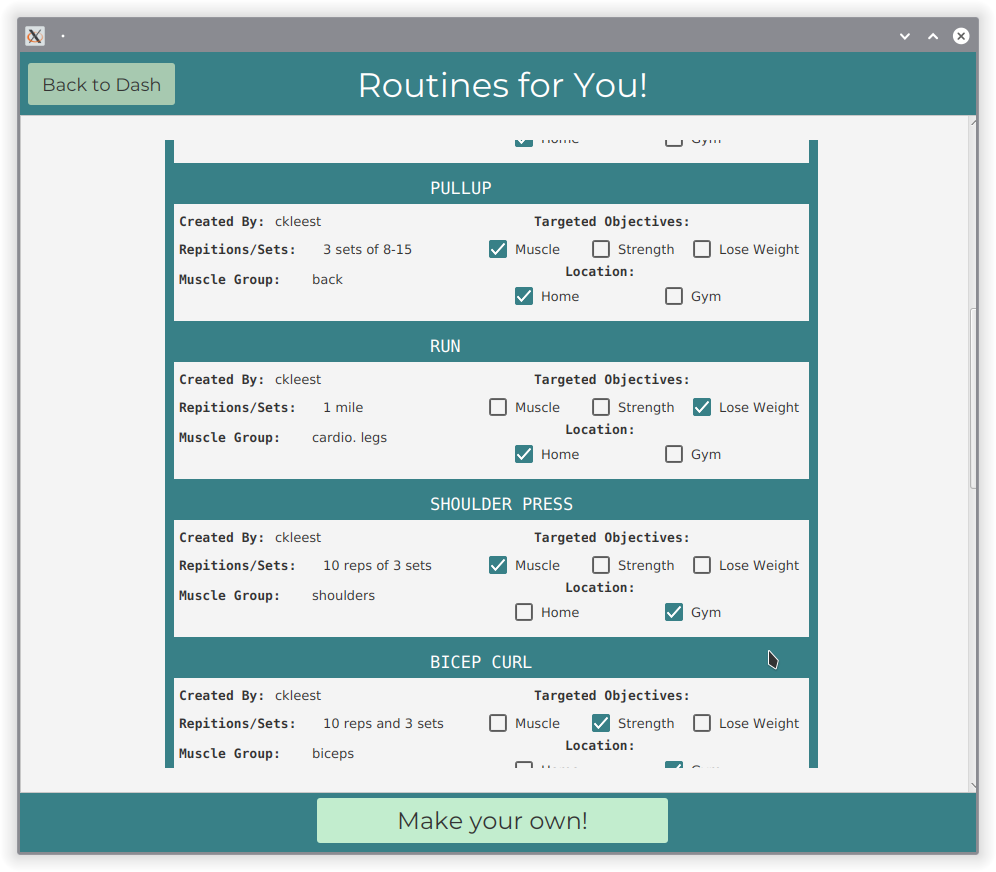 Back to Dash
Routines for You!
Home Gym
PULLUP
Created By: ckleest Targeted Objectives:
Repitions/Sets: 3 sets of 8-15 Muscle Strength Lose Weight
Location:
Muscle Group: back
Home Gym
RUN
Created By: ckleest Targeted Objectives:
Repitions/Sets: 1 mile Muscle Strength Lose Weight
Location:
Muscle Group: cardio. legs
Home Gym
SHOULDER PRESS
Created By: ckleest Targeted Objectives:
Repitions/Sets: 10 reps of 3 sets Muscle Strength Lose Weight
Location:
Muscle Group: shoulders
Home Gym
BICEP CURL
Created By: ckleest Targeted Objectives:
Repitions/Sets: 10 reps and 3 sets Muscle Strength Lose Weight
Location:
Muscle Group: biceps
Home Gym
Make your own!